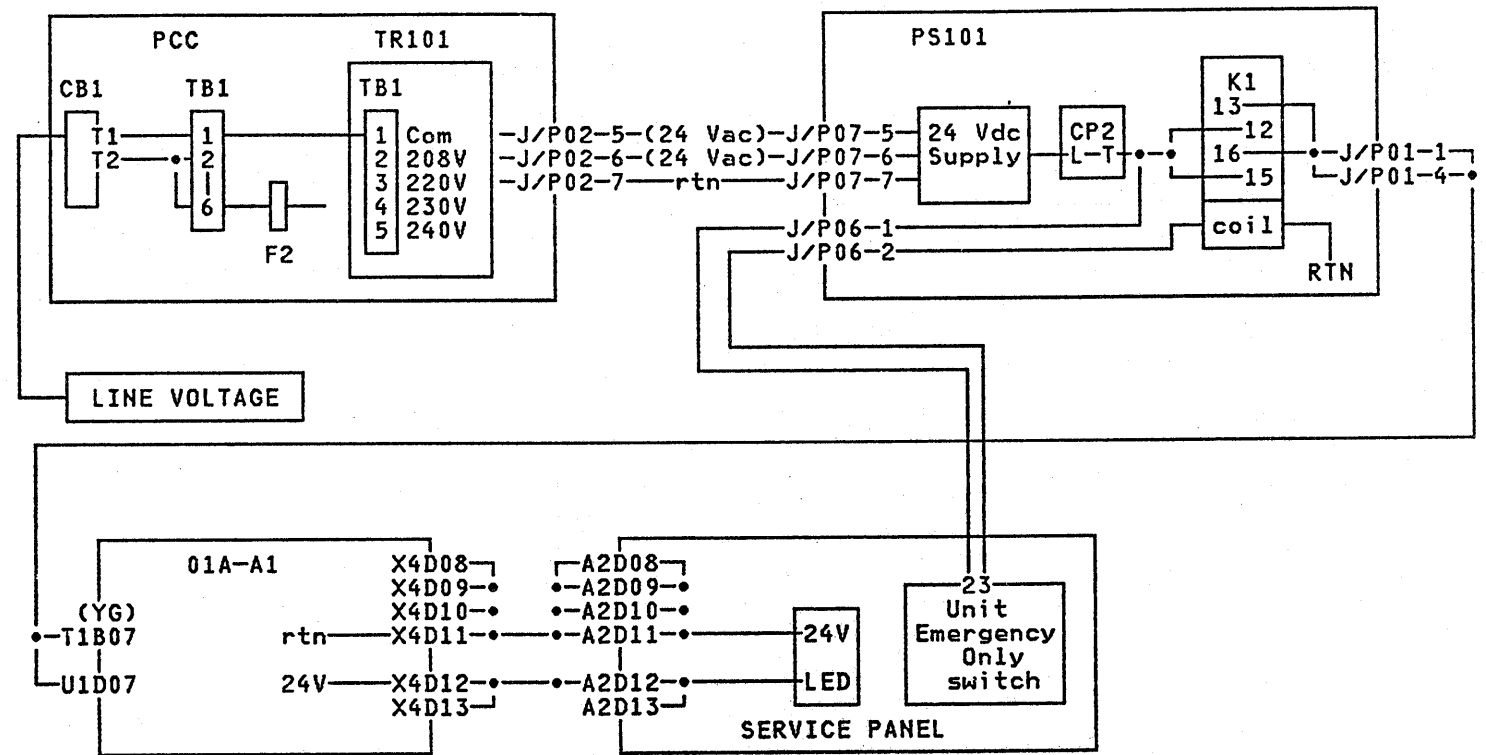 PCC TR101 PS101
CB1 TB1 TB1 K1
13
T1 1 1 Com J/P02-5-(24 Vac)-J/P07-5 24 Vdc CP2 12
T2 2 2 208V J/P02-6-(24 Vac)-J/P07-6 Supply L-T 16 J/P01-1
3 220V J/P02-7-rtn-J/P07-7 15 J/P01-4
6 4 230V
5 240V J/P06-1 coil
F2 J/P06-2
RTN
LINE VOLTAGE
01A-A1 X4D08 A2D08
X4D09 A2D09 23
(YG) X4D10 A2D10 Unit
T1B07 rtn X4D11 A2D11 24V Emergency
Only
U1D07 24V X4D12 A2D12 LED switch
X4D13 A2D13
SERVICE PANEL